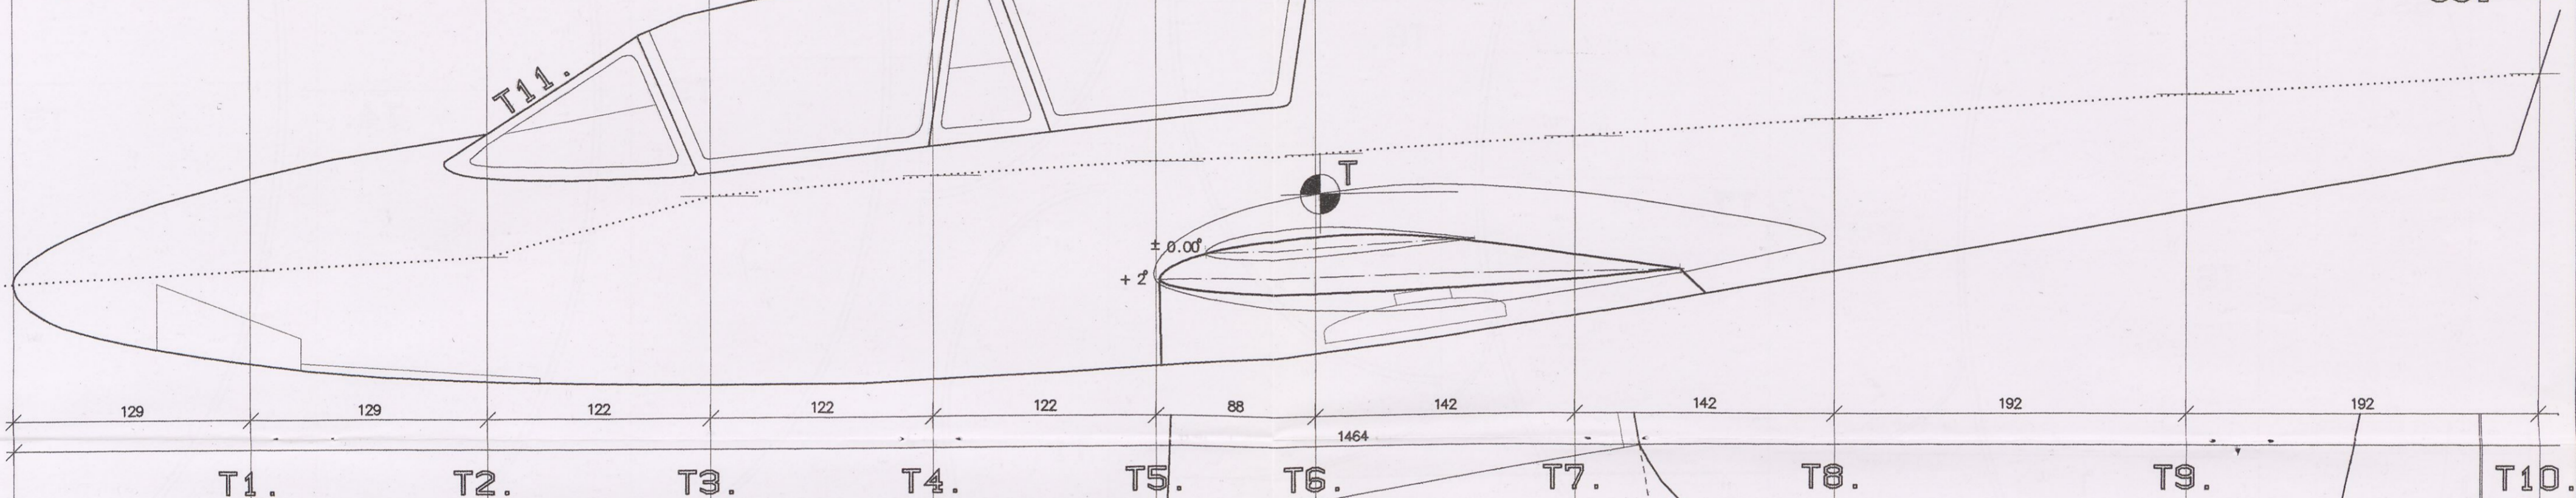 T11.
T
± 0.00°
+ 2°
129 129 122 122 122 88 142 142 192 192
1464
T1. T2. T3. T4. T5. T6. T7. T8. T9. T10.